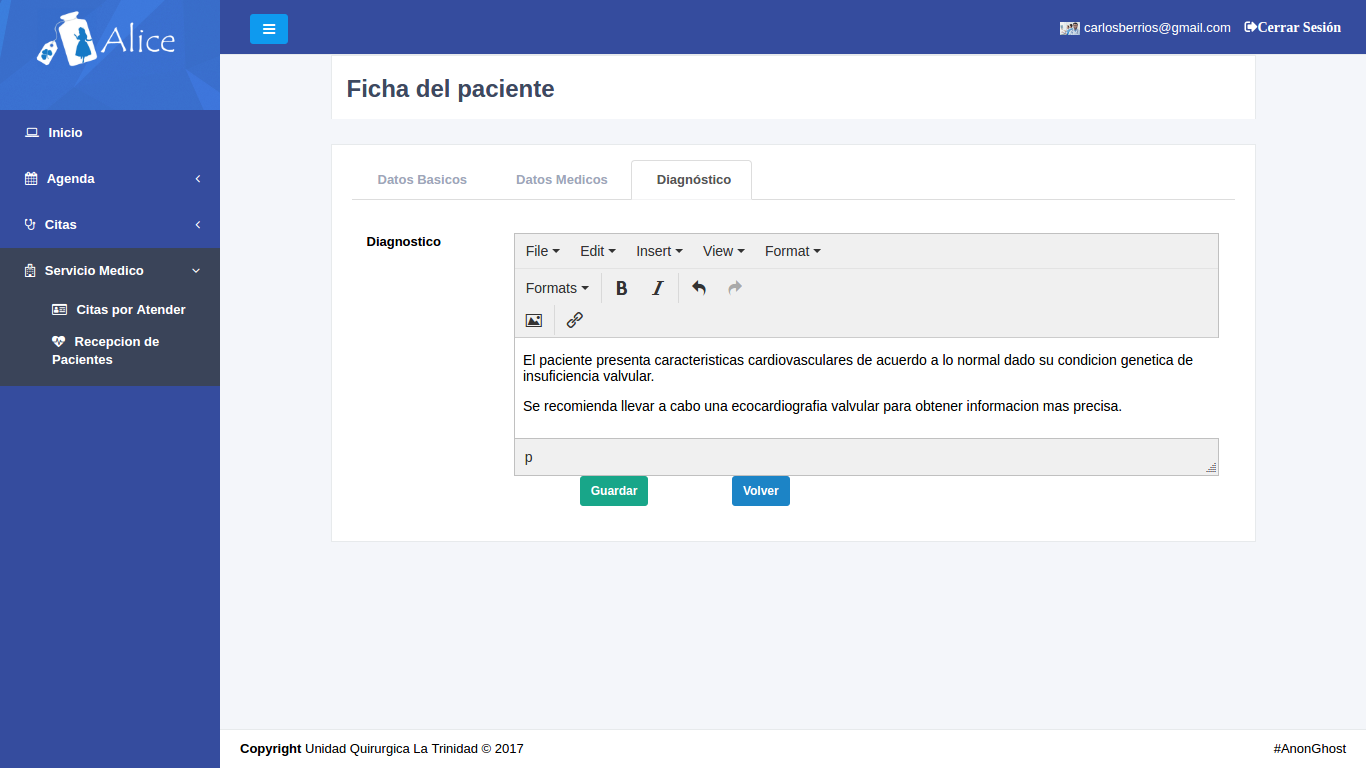 Alice
carlosberrios@gmail.com Cerrar Sesión
Inicio
Agenda
Citas
Servicio Medico
Citas por Atender
Recepcion de
Pacientes
Ficha del paciente
Datos Basicos Datos Medicos Diagnóstico
Diagnostico
File Edit Insert View Format
Formats B I
El paciente presenta caracteristicas cardiovasculares de acuerdo a lo normal dado su condicion genetica de
insuficiencia valvular.
Se recomienda llevar a cabo una ecocardiografia valvular para obtener informacion mas precisa.
p
Guardar Volver
Copyright Unidad Quirurgica La Trinidad © 2017 #AnonGhost